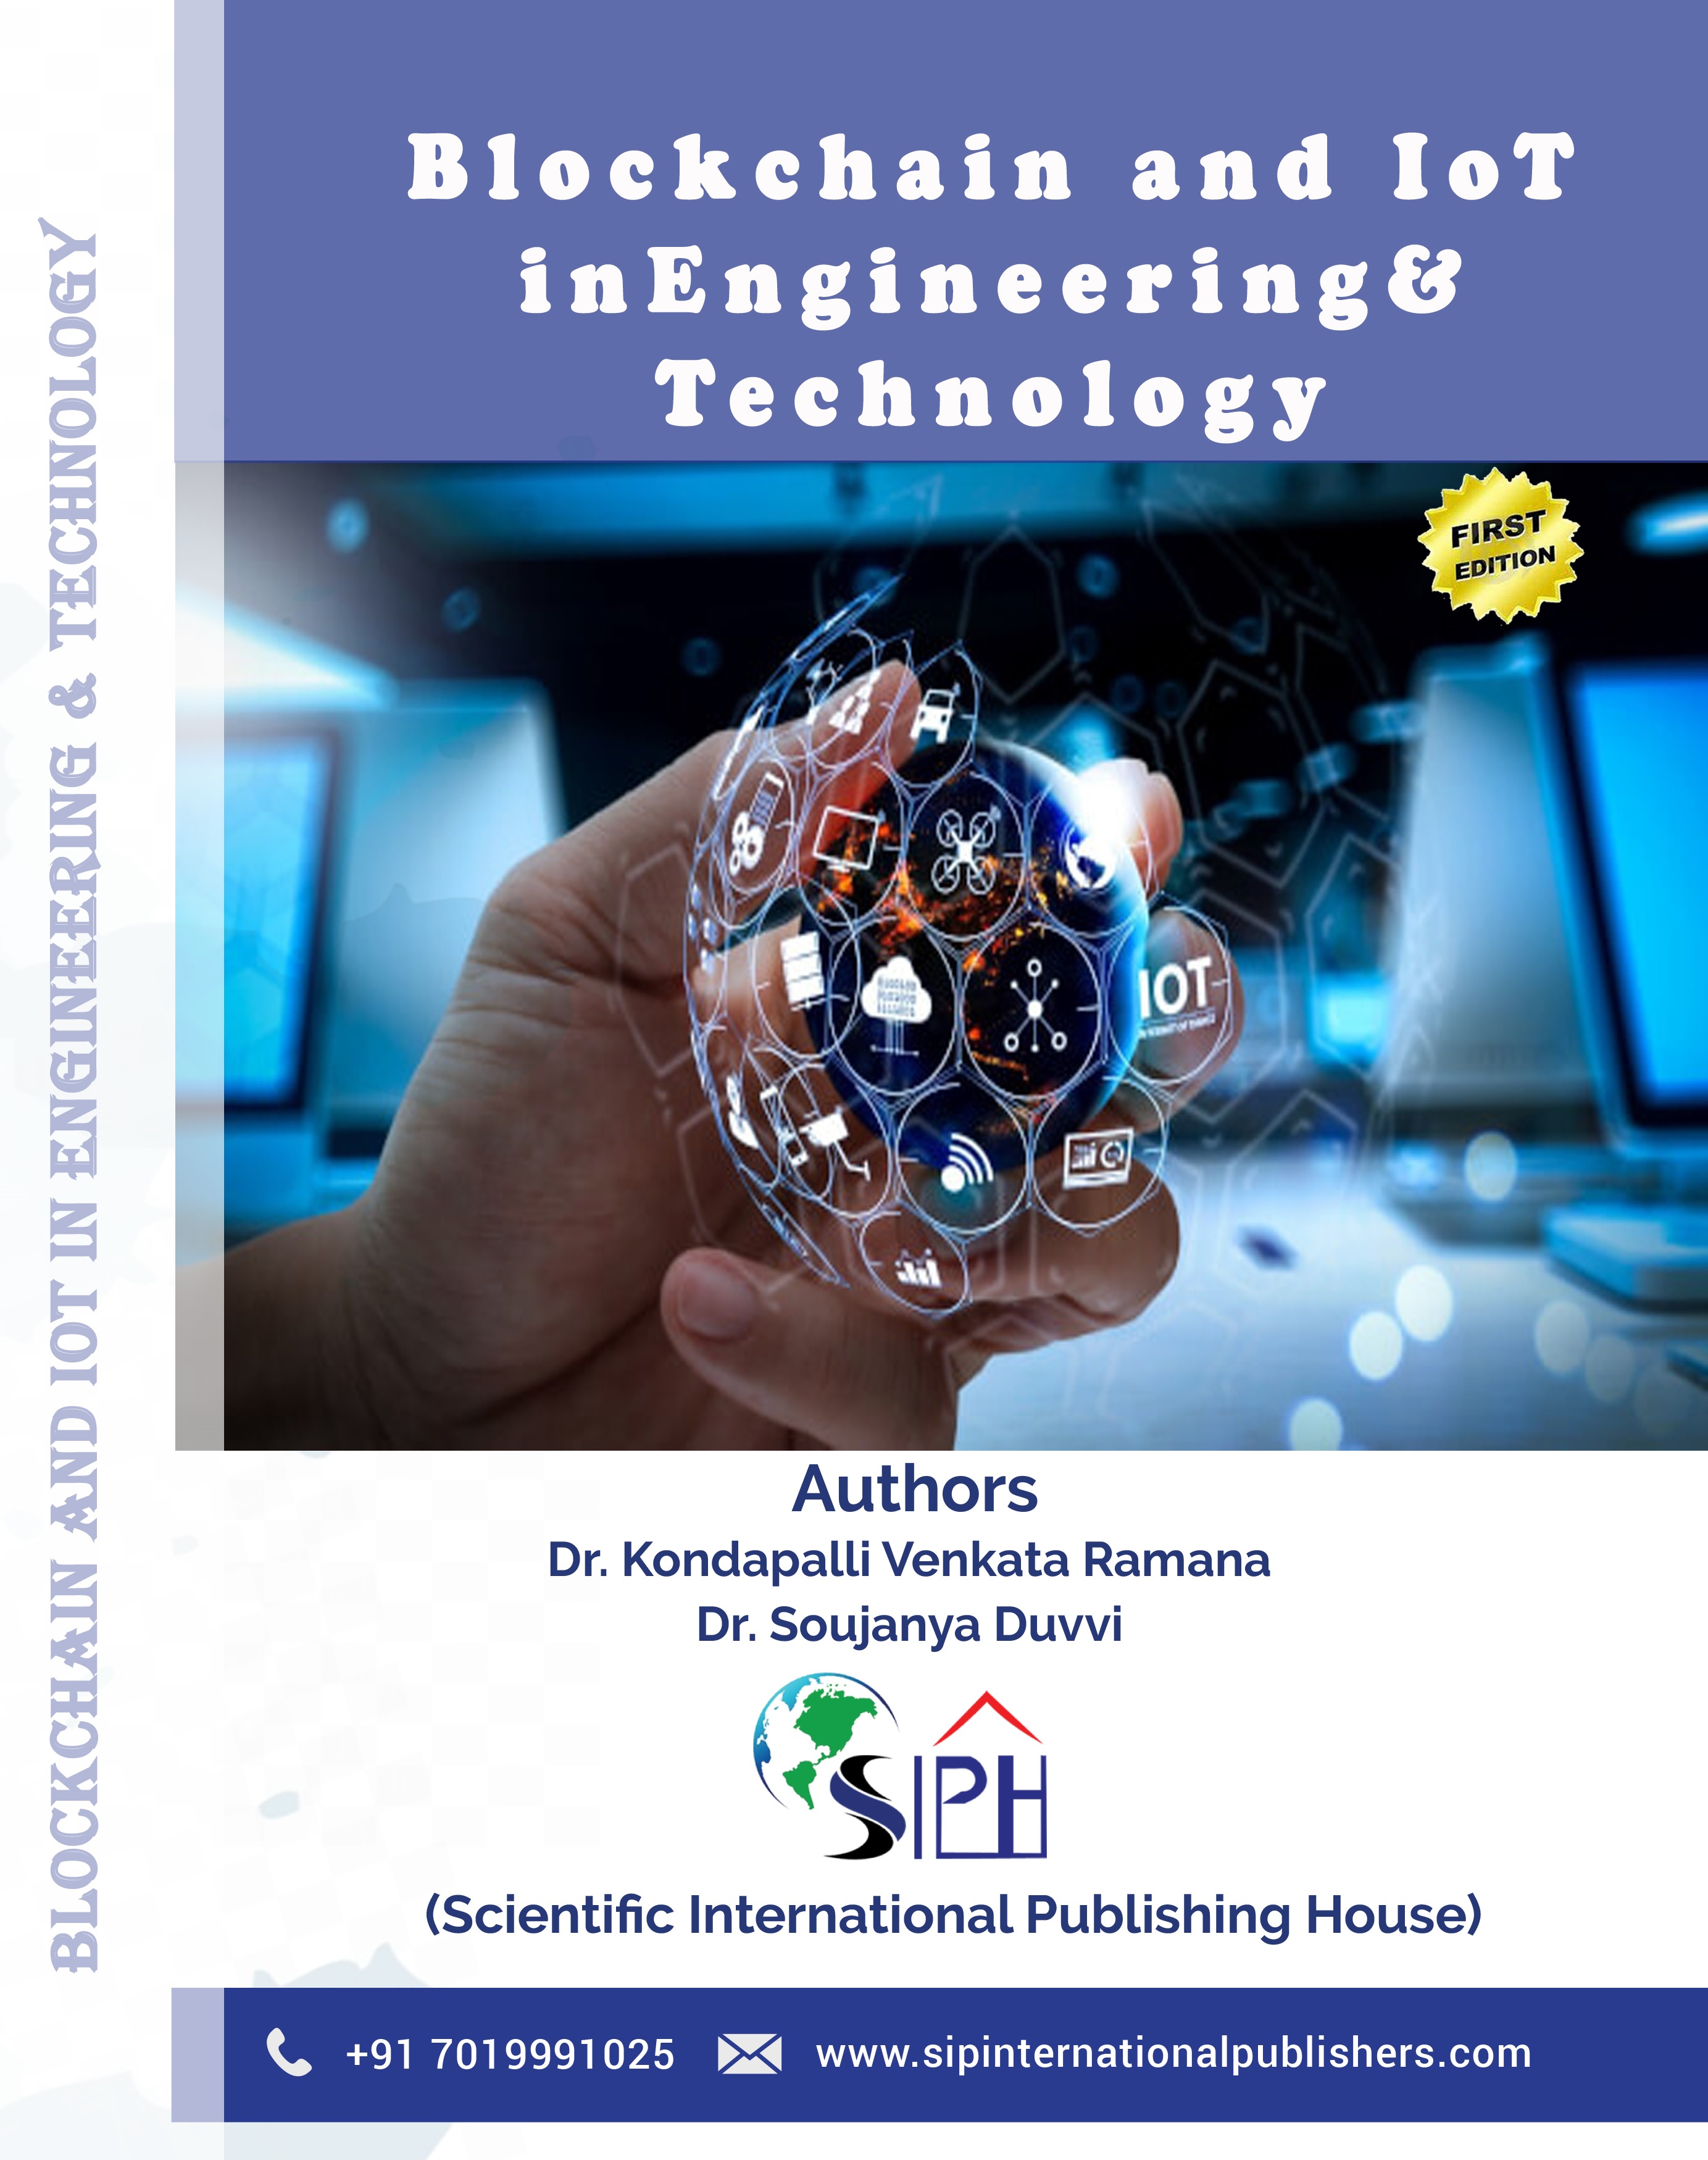 BLOCKCHAIN AND IOT IN ENGINEERING & TECHNOLOGY
Blockchain and IoT
inEngineering&
Technology
FIRST
EDITION
IOT
Authors
Dr. Kondapalli Venkata Ramana
Dr. Soujanya Duvvi
SIPH
(Scientific International Publishing House)
+91 7019991025
www.sipinternationalpublishers.com